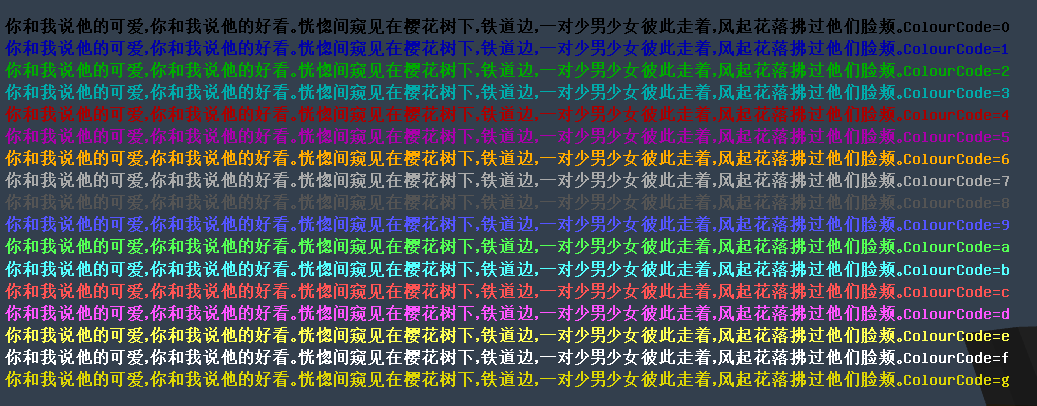 你和我说他的可爱,你和我说他的好看。恍惚间窥见在樱花树下,铁道边,一对少男少女彼此走着,风起花落拂过他们脸颊。ColourCode=0
你和我说他的可爱,你和我说他的好看。恍惚间窥见在樱花树下,铁道边,一对少男少女彼此走着,风起花落拂过他们脸颊。ColourCode=1
你和我说他的可爱,你和我说他的好看。恍惚间窥见在樱花树下,铁道边,一对少男少女彼此走着,风起花落拂过他们脸颊。ColourCode=2
你和我说他的可爱,你和我说他的好看。恍惚间窥见在樱花树下,铁道边,一对少男少女彼此走着,风起花落拂过他们脸颊。ColourCode=3
你和我说他的可爱,你和我说他的好看。恍惚间窥见在樱花树下,铁道边,一对少男少女彼此走着,风起花落拂过他们脸颊。ColourCode=4
你和我说他的可爱,你和我说他的好看。恍惚间窥见在樱花树下,铁道边,一对少男少女彼此走着,风起花落拂过他们脸颊。ColourCode=5
你和我说他的可爱,你和我说他的好看。恍惚间窥见在樱花树下,铁道边,一对少男少女彼此走着,风起花落拂过他们脸颊。ColourCode=6
你和我说他的可爱,你和我说他的好看。恍惚间窥见在樱花树下,铁道边,一对少男少女彼此走着,风起花落拂过他们脸颊。ColourCode=7
你和我说他的可爱,你和我说他的好看。恍惚间窥见在樱花树下,铁道边,一对少男少女彼此走着,风起花落拂过他们脸颊。ColourCode=8
你和我说他的可爱,你和我说他的好看。恍惚间窥见在樱花树下,铁道边,一对少男少女彼此走着,风起花落拂过他们脸颊。ColourCode=9
你和我说他的可爱,你和我说他的好看。恍惚间窥见在樱花树下,铁道边,一对少男少女彼此走着,风起花落拂过他们脸颊。ColourCode=a
你和我说他的可爱,你和我说他的好看。恍惚间窥见在樱花树下,铁道边,一对少男少女彼此走着,风起花落拂过他们脸颊。ColourCode=b
你和我说他的可爱,你和我说他的好看。恍惚间窥见在樱花树下,铁道边,一对少男少女彼此走着,风起花落拂过他们脸颊。ColourCode=c
你和我说他的可爱,你和我说他的好看。恍惚间窥见在樱花树下,铁道边,一对少男少女彼此走着,风起花落拂过他们脸颊。ColourCode=d
你和我说他的可爱,你和我说他的好看。恍惚间窥见在樱花树下,铁道边,一对少男少女彼此走着,风起花落拂过他们脸颊。ColourCode=e
你和我说他的可爱,你和我说他的好看。恍惚间窥见在樱花树下,铁道边,一对少男少女彼此走着,风起花落拂过他们脸颊。ColourCode=f
你和我说他的可爱,你和我说他的好看。恍惚间窥见在樱花树下,铁道边,一对少男少女彼此走着,风起花落拂过他们脸颊。ColourCode=g